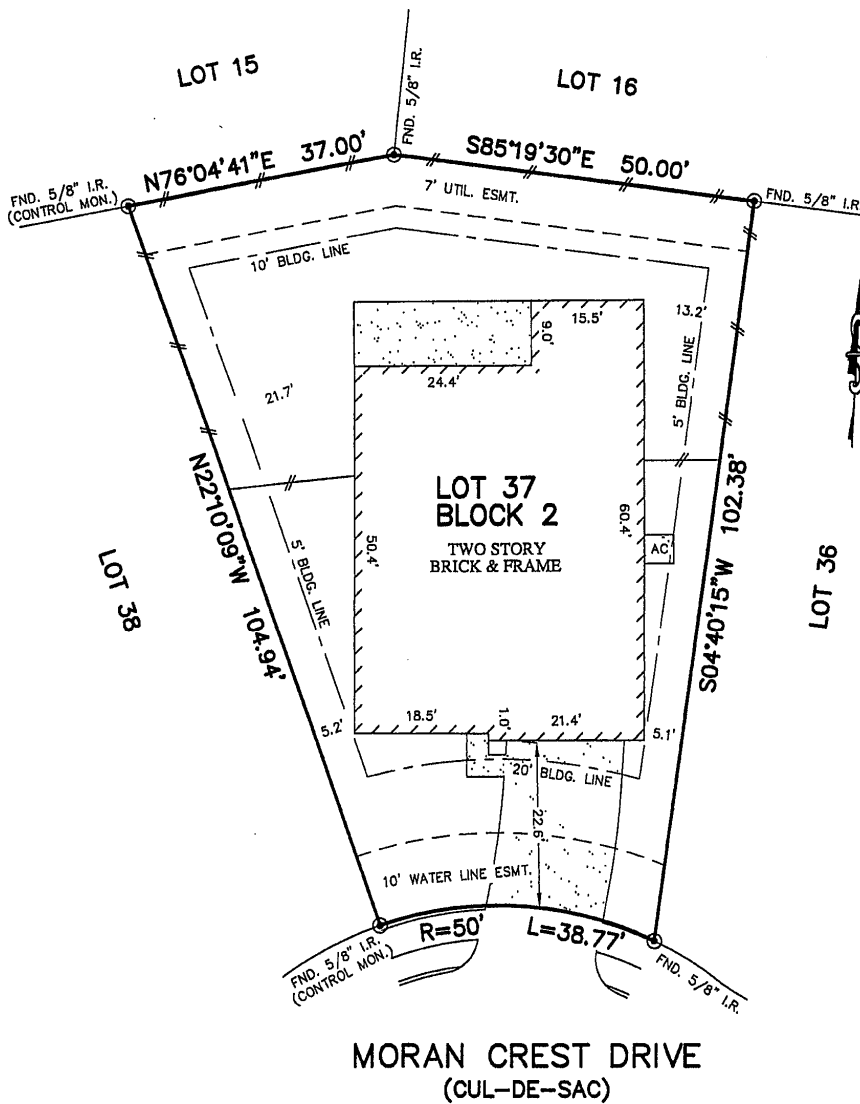 LOT 15
LOT 16
FND. 5/8" I.R.
N76°04'41"E 37.00'
S85°19'30"E 50.00'
FND. 5/8" I.R.
(CONTROL MON.)
FND. 5/8" I.R.
7' UTIL. ESMT.
10' BLDG. LINE
15.5'
13.2'
9.0'
24.4'
21.7'
5' BLDG. LINE
LOT 37
BLOCK 2
TWO STORY
BRICK & FRAME
60.4'
50.4'
AC
N22°10'09"W 104.94'
S04°40'15"W 102.38'
5' BLDG. LINE
LOT 38
LOT 36
18.5'
1.0'
21.4'
5.2'
5.1'
20' BLDG. LINE
22.6'
10' WATER LINE ESMT.
R=50' L=38.77'
FND. 5/8" I.R.
(CONTROL MON.)
FND. 5/8" I.R.
MORAN CREST DRIVE
(CUL-DE-SAC)